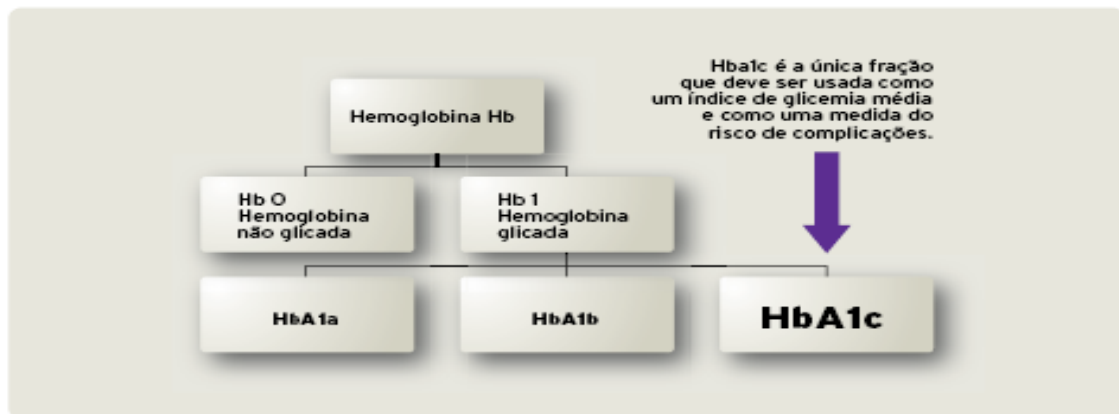 Hba1c é a única fração
que deve ser usada como
um índice de glicemia média
e como uma medida do
risco de complicações.
Hemoglobina Hb
Hb 0
Hemoglobina
não glicada
Hb 1
Hemoglobina
glicada
HbA1a
HbA1b
HbA1c